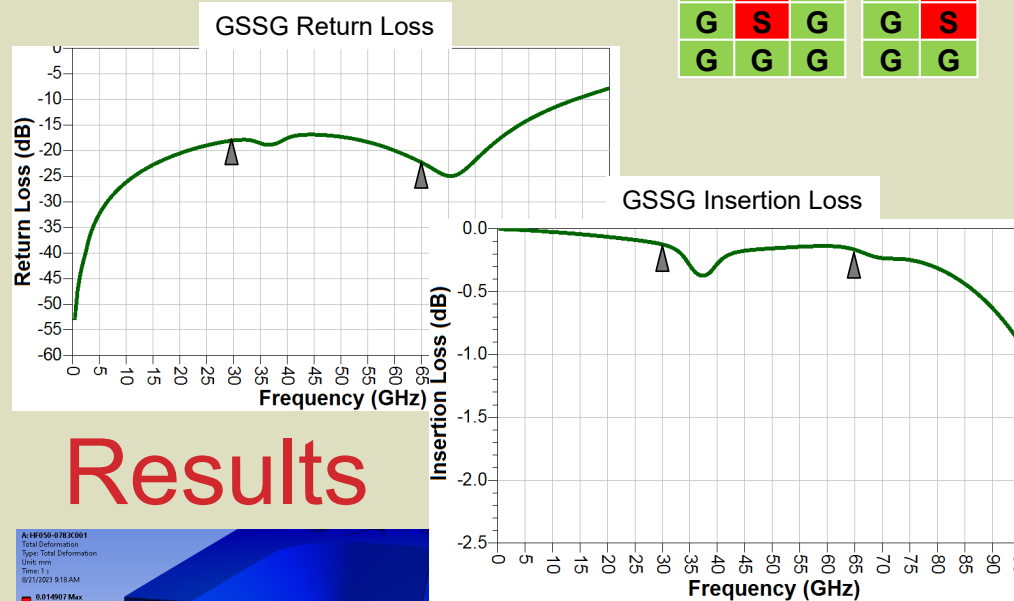 GSSG Return Loss
G S G G S
G G G G G
0
-5
-10
-15
-20
-25
-30
-35
-40
-45
-50
-55
-60
Return Loss (dB)
0 5 10 15 20 25 30 35 40 45 50 55 60 65
Frequency (GHz)
GSSG Insertion Loss
0.0
-0.5
-1.0
-1.5
-2.0
-2.5
Insertion Loss (dB)
0 5 10 15 20 25 30 35 40 45 50 55 60 65 70 75 80 85 90
Frequency (GHz)
Results
A: HF050-0783C001
Total Deformation
Type: Total Deformation
Unit: mm
Time: 1 s
8/21/2023 9:18 AM
0.014907 Max